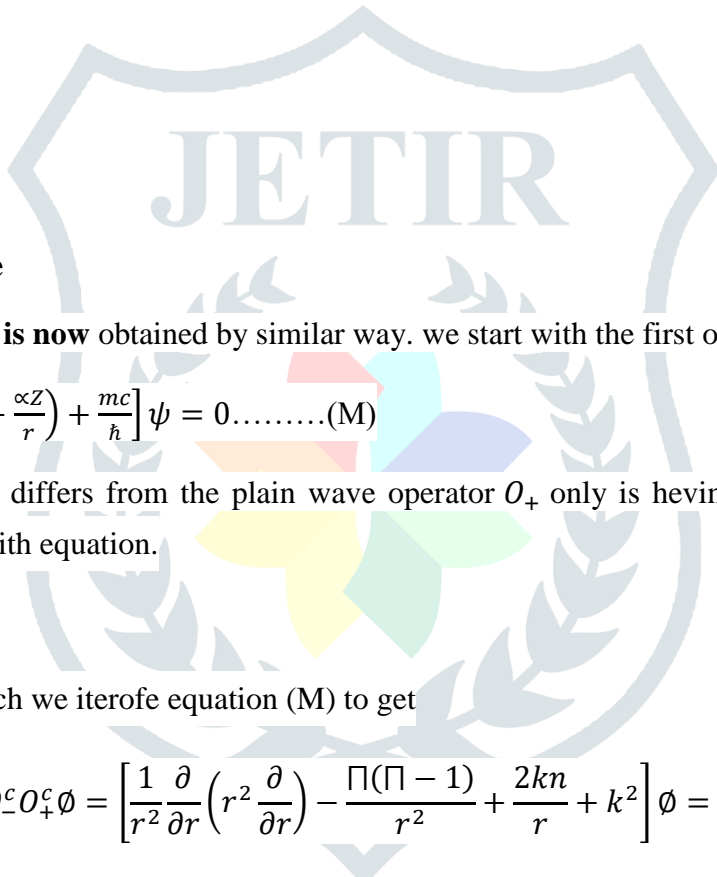 JETIR
e
is now obtained by similar way. we start with the first o
∝Z/r) + mc/ħ] ψ = 0………(M)
differs from the plain wave operator O₊ only is hevin
ith equation.
ch we iterofe equation (M) to get
O₋ᶜO₊ᶜ∅ = [1/r² ∂/∂r (r² ∂/∂r) − ∏(∏ − 1)/r² + 2kn/r + k²] ∅ =